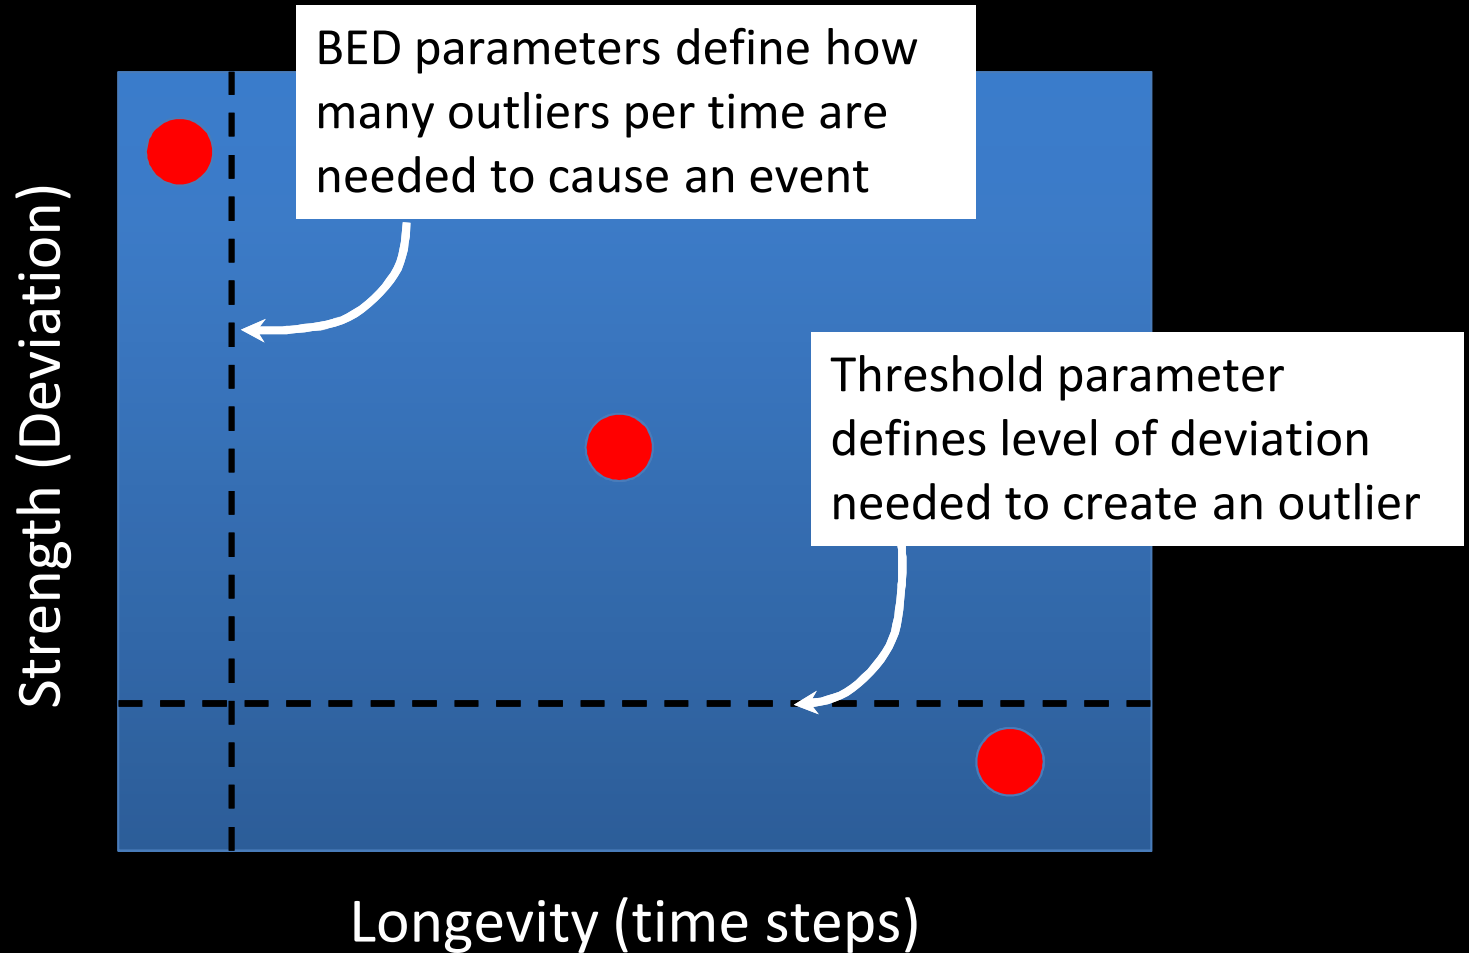 BED parameters define how
many outliers per time are
needed to cause an event
Strength (Deviation)
Threshold parameter
defines level of deviation
needed to create an outlier
Longevity (time steps)